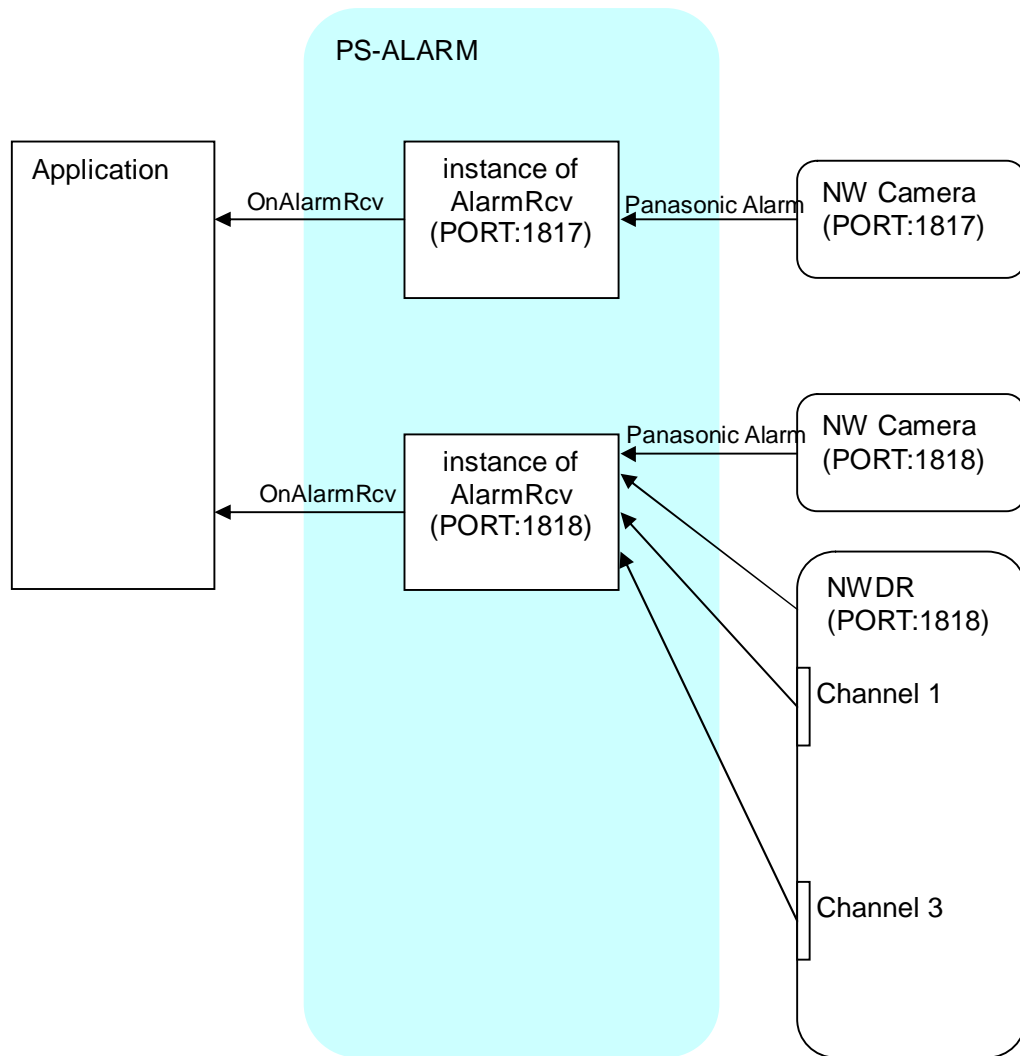 PS-ALARM
Application
OnAlarmRcv
instance of
AlarmRcv
(PORT:1817)
Panasonic Alarm
NW Camera
(PORT:1817)
OnAlarmRcv
instance of
AlarmRcv
(PORT:1818)
Panasonic Alarm
NW Camera
(PORT:1818)
NWDR
(PORT:1818)
Channel 1
Channel 3